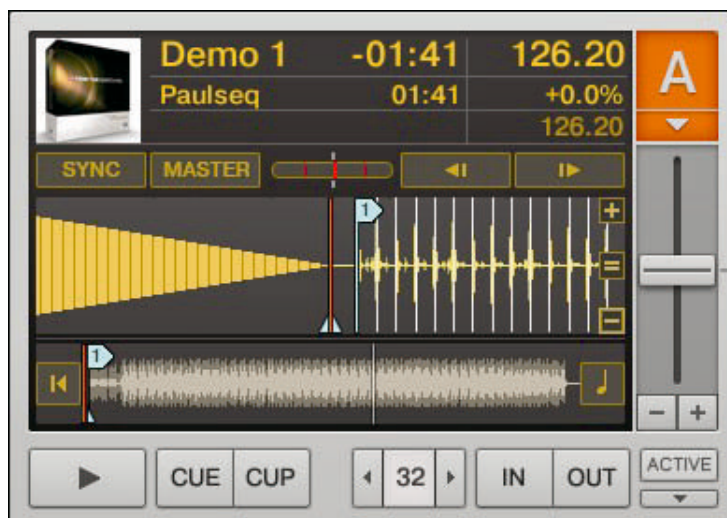 Demo 1 -01:41 126.20
Paulseq 01:41 +0.0%
126.20
A
SYNC MASTER
1
1
CUE CUP 32 IN OUT
ACTIVE